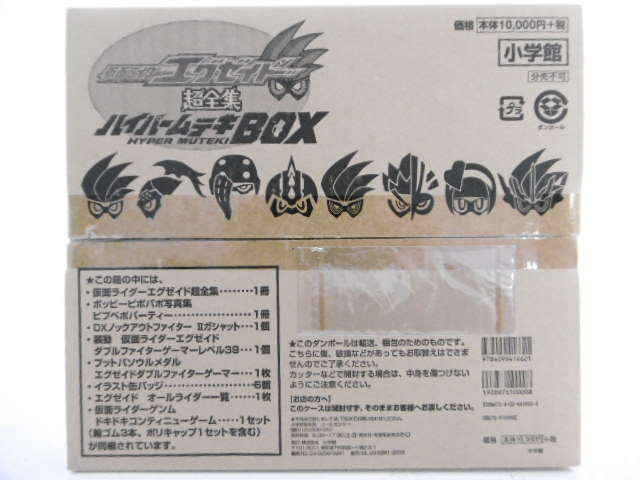 価格 本体10,000円+税
小学館
分売不可
仮面ライダーエグゼイド
超全集
ハイパームテキBOX
HYPER MUTEKI
プラ
ダンボール
★この箱の中には、
・仮面ライダーエグゼイド超全集………1冊
・ポッピーピポパポ写真集
ピプペポパーティー………1冊
・DXノックアウトファイター Ⅱガシャット…1個
・装動 仮面ライダーエグゼイド
ダブルファイターゲーマーレベル39…1個
・フットパンウルメダル
エグゼイドダブルファイターゲーマー………1枚
・イラスト缶バッジ………6個
・エグゼイド オールライダー一覧……1枚
・仮面ライダーゲンム
ドキドキコンティニューゲーム……1セット
(輪ゴム3本、ポリキャップ1セットを含む)
が同梱されています。
★このダンボールは輸送、梱包のためのものです。
こちらに傷、破損などがあってもお取替えはできま
せんのでご了承ください。
カッターなどで開封する場合は、中身を傷つけない
ようにご注意ください。
【お店の方へ】
このケースは開封せず、そのままお客様へお渡しください。
価格 本体10,000円+税
小学館